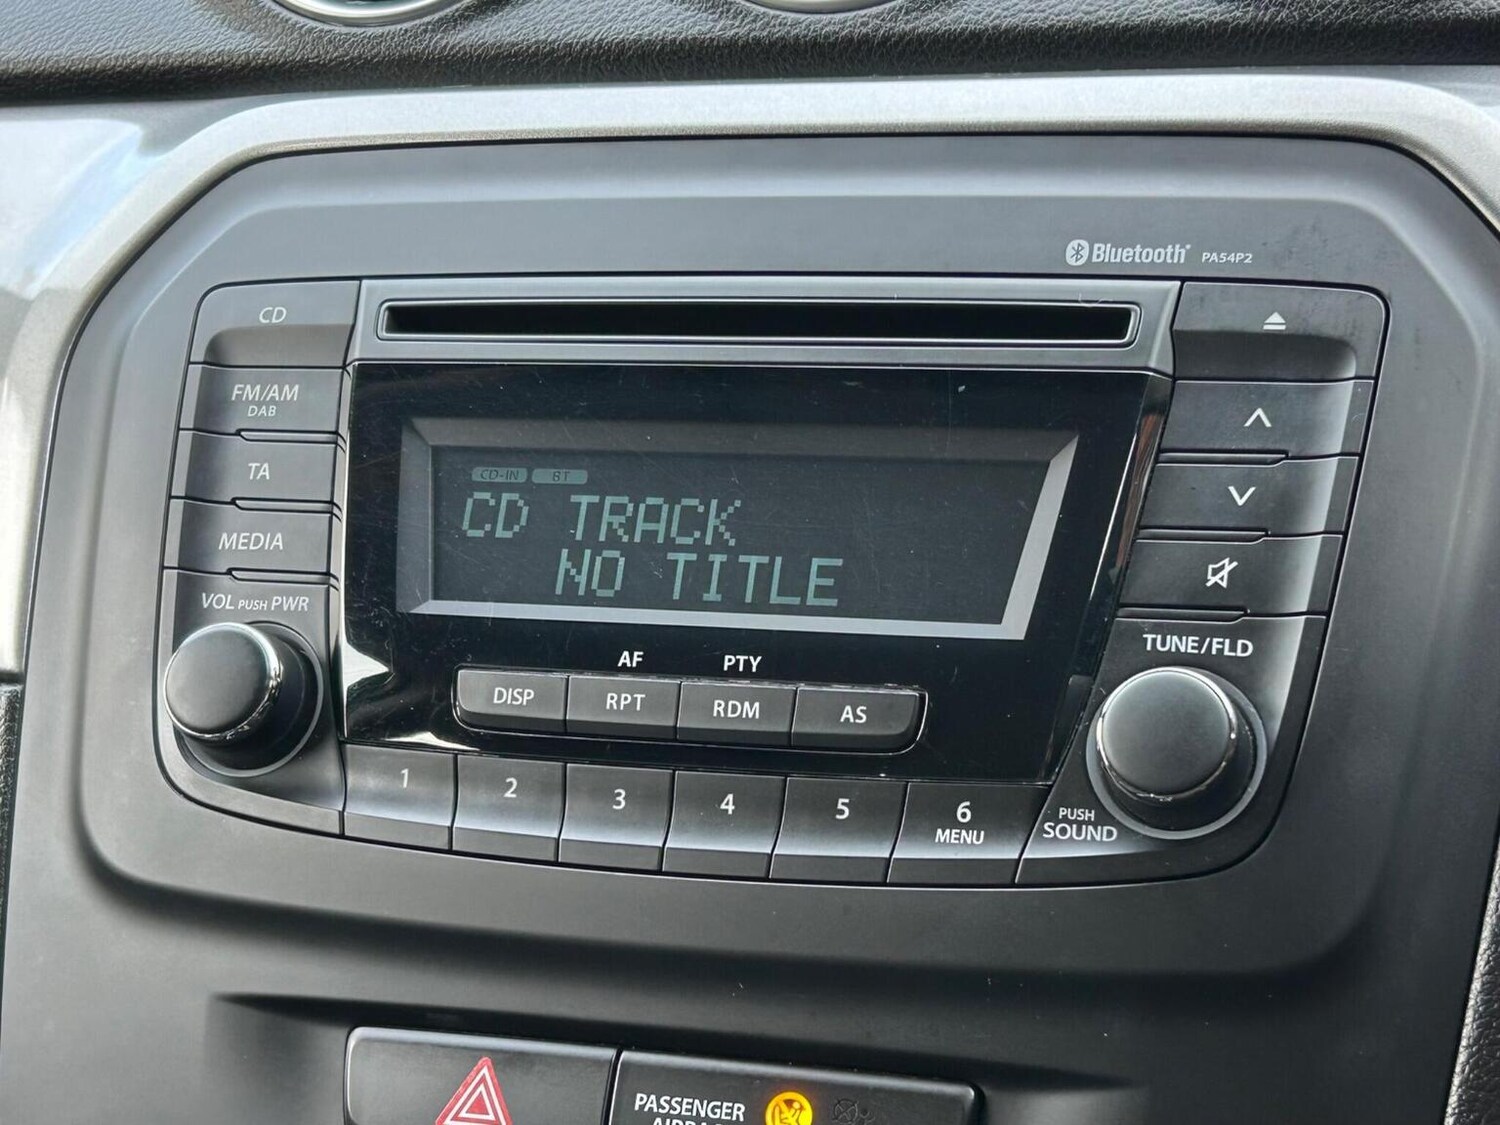 Bluetooth PA54P2
CD
FM/AM
DAB
TA
MEDIA
VOL PUSH PWR
CD-IN BT
CD TRACK
NO TITLE
AF PTY
DISP RPT RDM AS
1 2 3 4 5 6
MENU
TUNE/FLD
PUSH
SOUND
PASSENGER